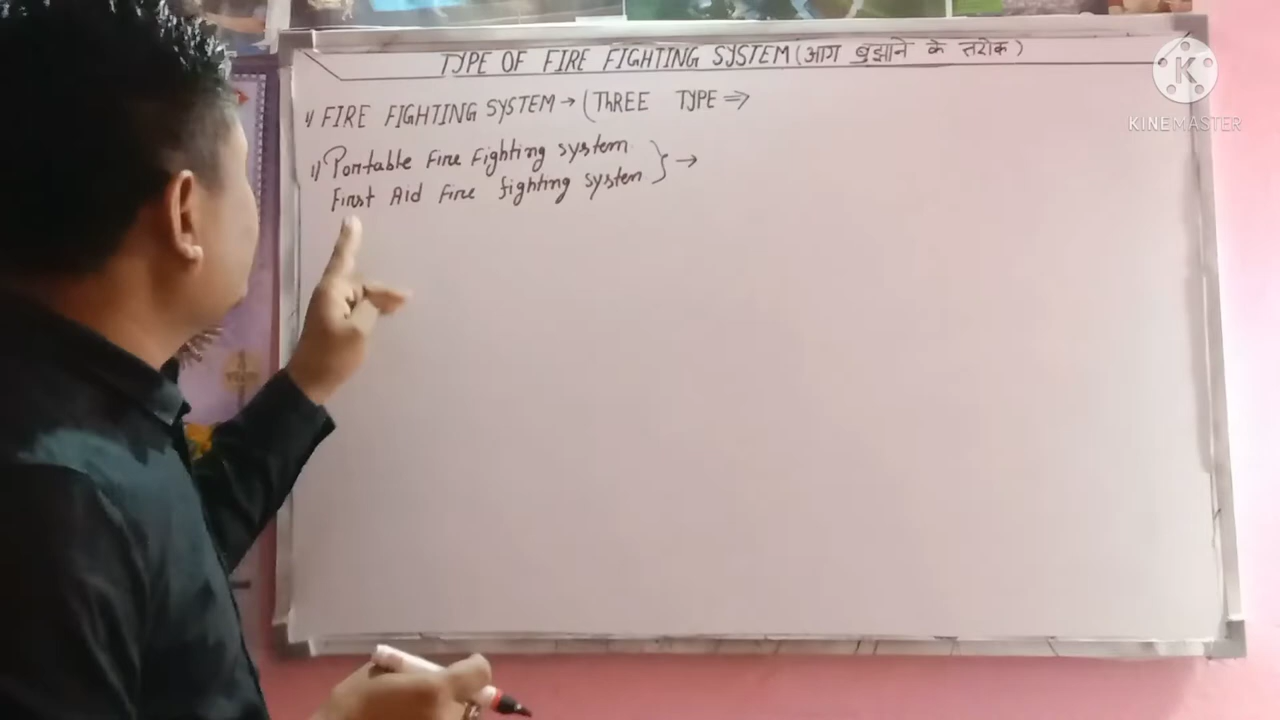 TYPE OF FIRE FIGHTING SYSTEM (आग बुझाने के तरीक)
1) FIRE FIGHTING SYSTEM → (THREE TYPE ⇒
1) Portable Fire Fighting system } →
First Aid Fire fighting system
K
KINEMASTER